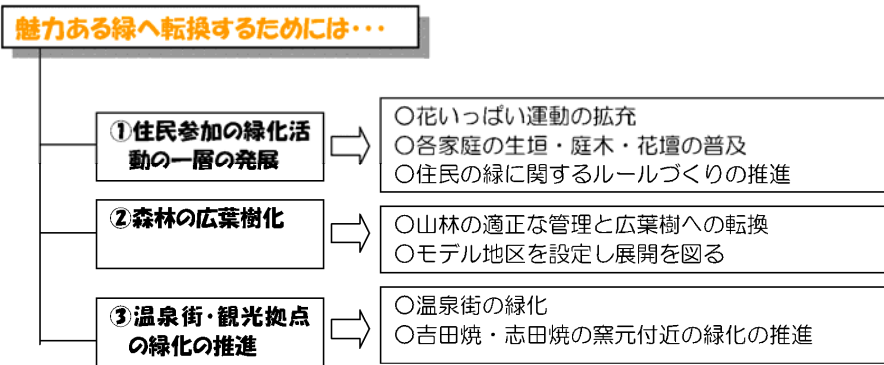 魅力ある緑へ転換するためには・・・
①住民参加の緑化活
動の一層の発展
○花いっぱい運動の拡充
○各家庭の生垣・庭木・花壇の普及
○住民の緑に関するルールづくりの推進
②森林の広葉樹化
○山林の適正な管理と広葉樹への転換
○モデル地区を設定し展開を図る
③温泉街・観光拠点
の緑化の推進
○温泉街の緑化
○吉田焼・志田焼の窯元付近の緑化の推進